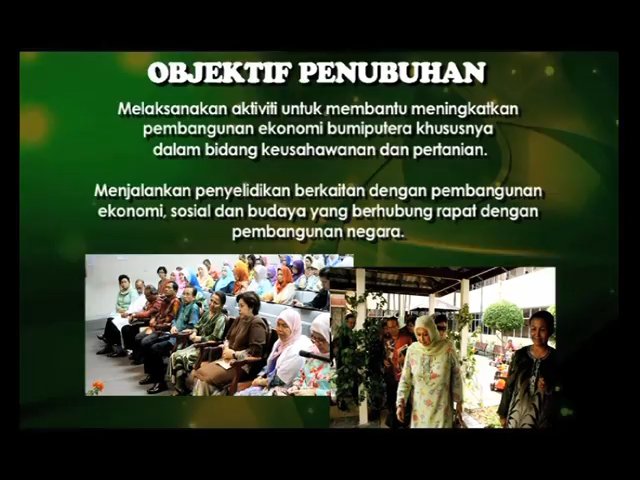 OBJEKTIF PENUBUHAN
Melaksanakan aktiviti untuk membantu meningkatkan
pembangunan ekonomi bumiputera khususnya
dalam bidang keusahawanan dan pertanian.
Menjalankan penyelidikan berkaitan dengan pembangunan
ekonomi, sosial dan budaya yang berhubung rapat dengan
pembangunan negara.